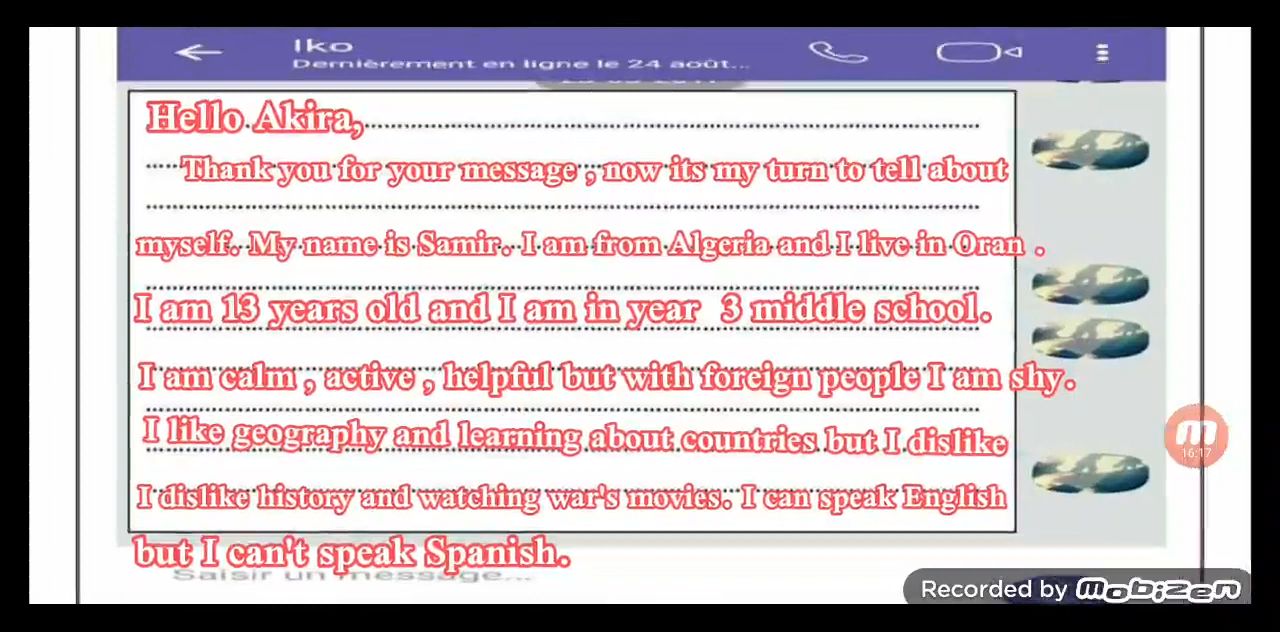 Iko
Dernièrement en ligne le 24 août...
Hello Akira,
Thank you for your message , now its my turn to tell about
myself. My name is Samir. I am from Algeria and I live in Oran .
I am 13 years old and I am in year 3 middle school.
I am calm , active , helpful but with foreign people I am shy.
I like geography and learning about countries but I dislike
I dislike history and watching war's movies. I can speak English
but I can't speak Spanish.
Saisir un message...
M
16:17
Recorded by Mobizen